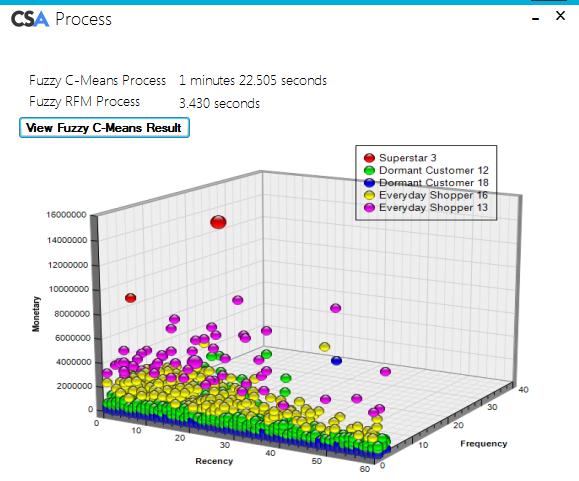 CSA Process
Fuzzy C-Means Process 1 minutes 22.505 seconds
Fuzzy RFM Process 3.430 seconds
View Fuzzy C-Means Result
Superstar 3
Dormant Customer 12
Dormant Customer 18
Everyday Shopper 16
Everyday Shopper 13
16000000
14000000
12000000
10000000
8000000
6000000
4000000
2000000
0
Monetary
0
10
20
30
40
50
60
Recency
0
10
20
30
40
Frequency